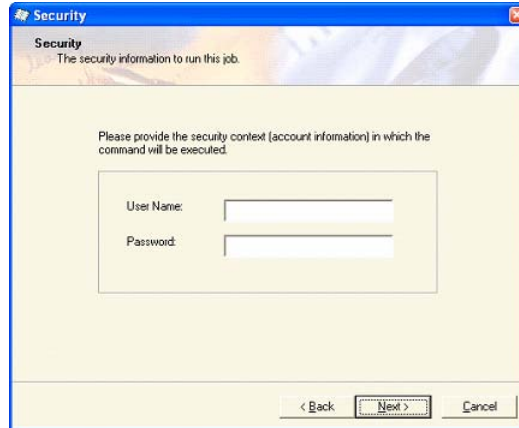 Security
Security
The security information to run this job.
Please provide the security context (account information) in which the
command will be executed.
User Name:
Password:
< Back
Next >
Cancel